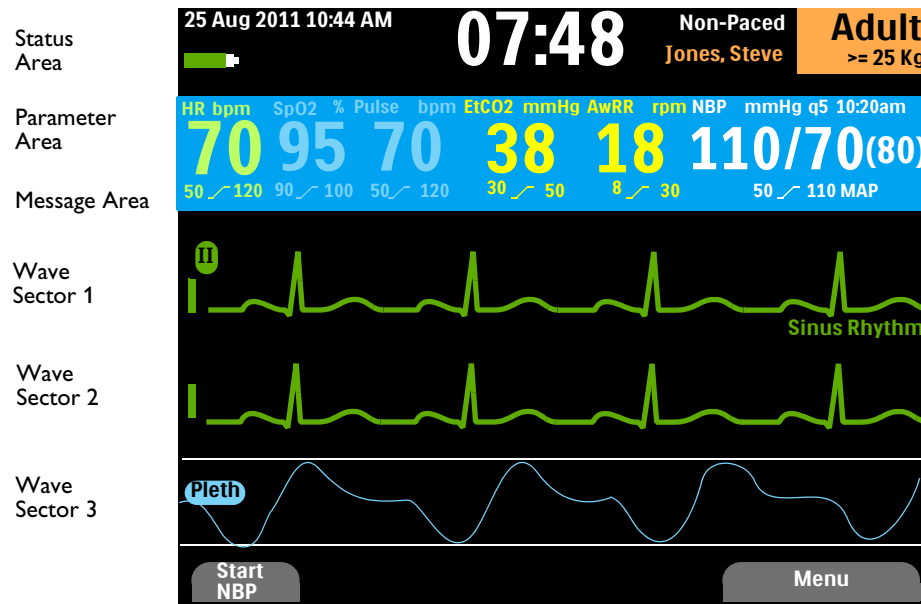 Status
Area
25 Aug 2011 10:44 AM
07:48
Non-Paced
Jones, Steve
Adult
>= 25 Kg
Parameter
Area
HR bpm SpO2 % Pulse bpm EtCO2 mmHg AwRR rpm NBP mmHg q5 10:20am
70 95 70 38 18 110/70(80)
50 120 90 100 50 120 30 50 8 30 50 110 MAP
Message Area
Wave
Sector 1
II
Sinus Rhythm
Wave
Sector 2
Wave
Sector 3
Pleth
Start
NBP
Menu